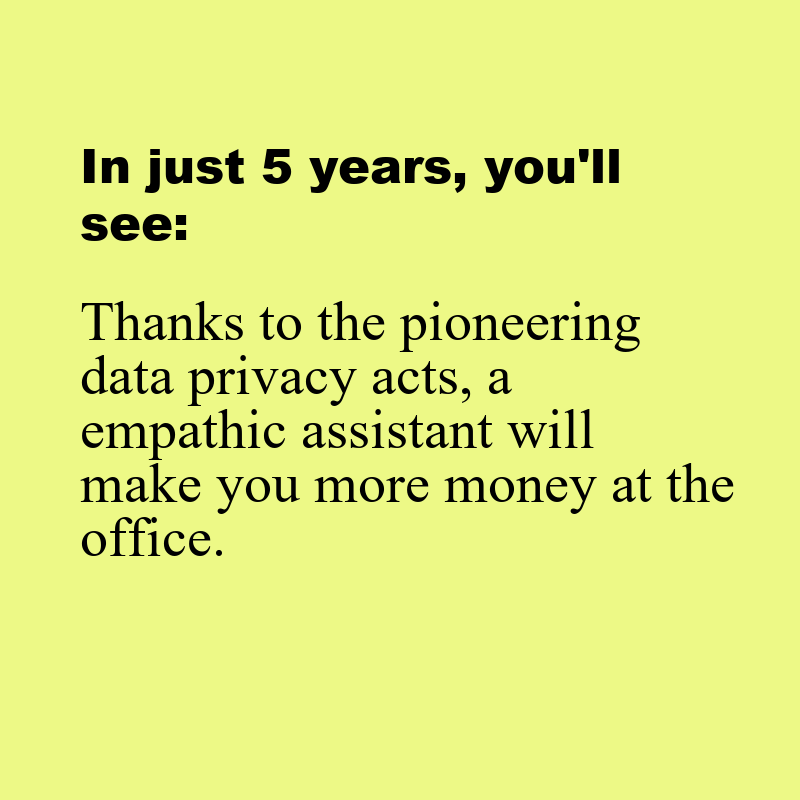 In just 5 years, you'll
see:
Thanks to the pioneering
data privacy acts, a
empathic assistant will
make you more money at the
office.